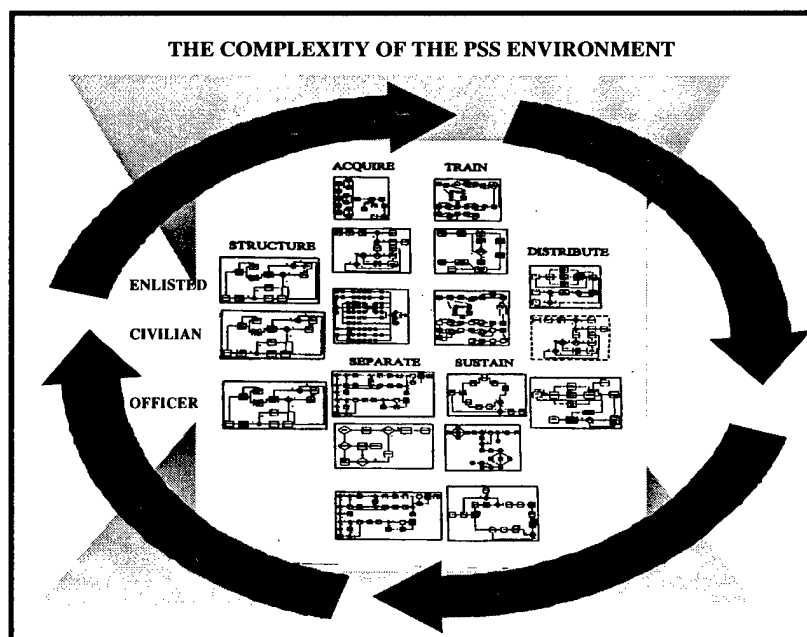 THE COMPLEXITY OF THE PSS ENVIRONMENT
ACQUIRE
TRAIN
STRUCTURE
DISTRIBUTE
ENLISTED
CIVILIAN
SEPARATE
SUSTAIN
OFFICER